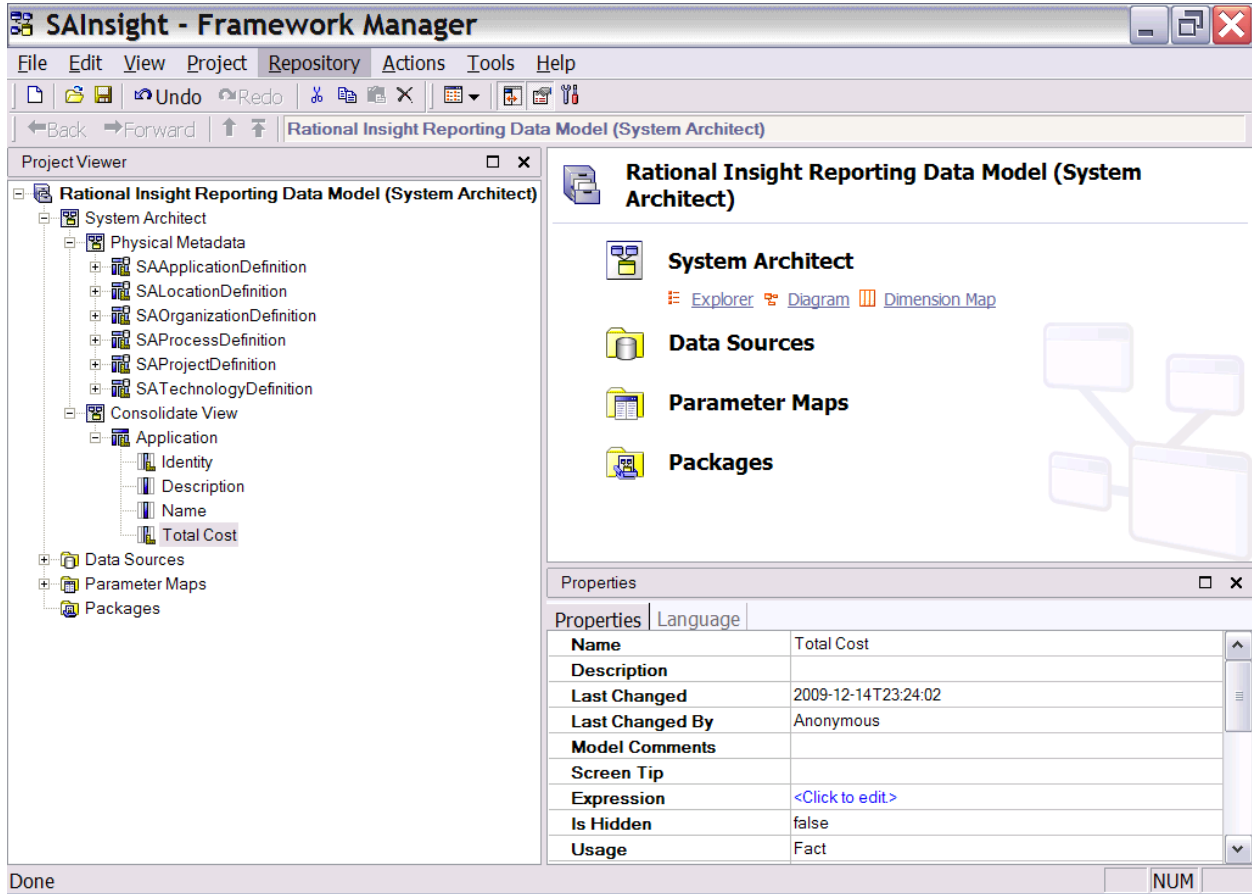 SAInsight - Framework Manager
File Edit View Project Repository Actions Tools Help
Undo Redo
Back Forward Rational Insight Reporting Data Model (System Architect)
Project Viewer
Rational Insight Reporting Data Model (System Architect)
System Architect
Physical Metadata
SAApplicationDefinition
SALocationDefinition
SAOrganizationDefinition
SAProcessDefinition
SAProjectDefinition
SATechnologyDefinition
Consolidate View
Application
Identity
Description
Name
Total Cost
Data Sources
Parameter Maps
Packages
Rational Insight Reporting Data Model (System
Architect)
System Architect
Explorer Diagram Dimension Map
Data Sources
Parameter Maps
Packages
Properties
Properties Language
Name Total Cost
Description
Last Changed 2009-12-14T23:24:02
Last Changed By Anonymous
Model Comments
Screen Tip
Expression <Click to edit.>
Is Hidden false
Usage Fact
Done NUM